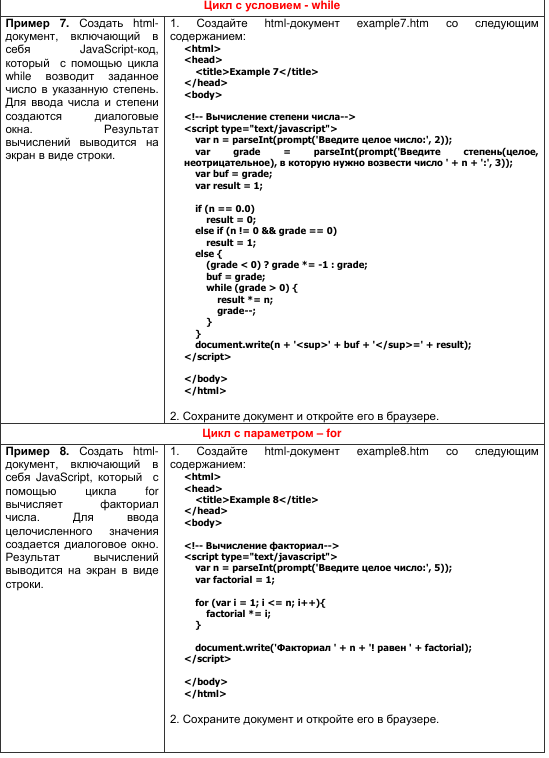 Цикл с условием - while
Пример 7. Создать html-
документ, включающий в
себя JavaScript-код,
который с помощью цикла
while возводит заданное
число в указанную степень.
Для ввода числа и степени
создаются диалоговые
окна. Результат
вычислений выводится на
экран в виде строки.
1. Создайте html-документ example7.htm со следующим
содержанием:
<html>
<head>
<title>Example 7</title>
</head>
<body>
<!-- Вычисление степени числа-->
<script type="text/javascript">
var n = parseInt(prompt('Введите целое число:', 2));
var grade = parseInt(prompt('Введите степень(целое,
неотрицательное), в которую нужно возвести число ' + n + ':', 3));
var buf = grade;
var result = 1;
if (n == 0.0)
result = 0;
else if (n != 0 && grade == 0)
result = 1;
else {
(grade < 0) ? grade *= -1 : grade;
buf = grade;
while (grade > 0) {
result *= n;
grade--;
}
}
document.write(n + '<sup>' + buf + '</sup>=' + result);
</script>
</body>
</html>
2. Сохраните документ и откройте его в браузере.
Цикл с параметром – for
Пример 8. Создать html-
документ, включающий в
себя JavaScript, который с
помощью цикла for
вычисляет факториал
числа. Для ввода
целочисленного значения
создается диалоговое окно.
Результат вычислений
выводится на экран в виде
строки.
1. Создайте html-документ example8.htm со следующим
содержанием:
<html>
<head>
<title>Example 8</title>
</head>
<body>
<!-- Вычисление факториал-->
<script type="text/javascript">
var n = parseInt(prompt('Введите целое число:', 5));
var factorial = 1;
for (var i = 1; i <= n; i++){
factorial *= i;
}
document.write('Факториал ' + n + '! равен ' + factorial);
</script>
</body>
</html>
2. Сохраните документ и откройте его в браузере.